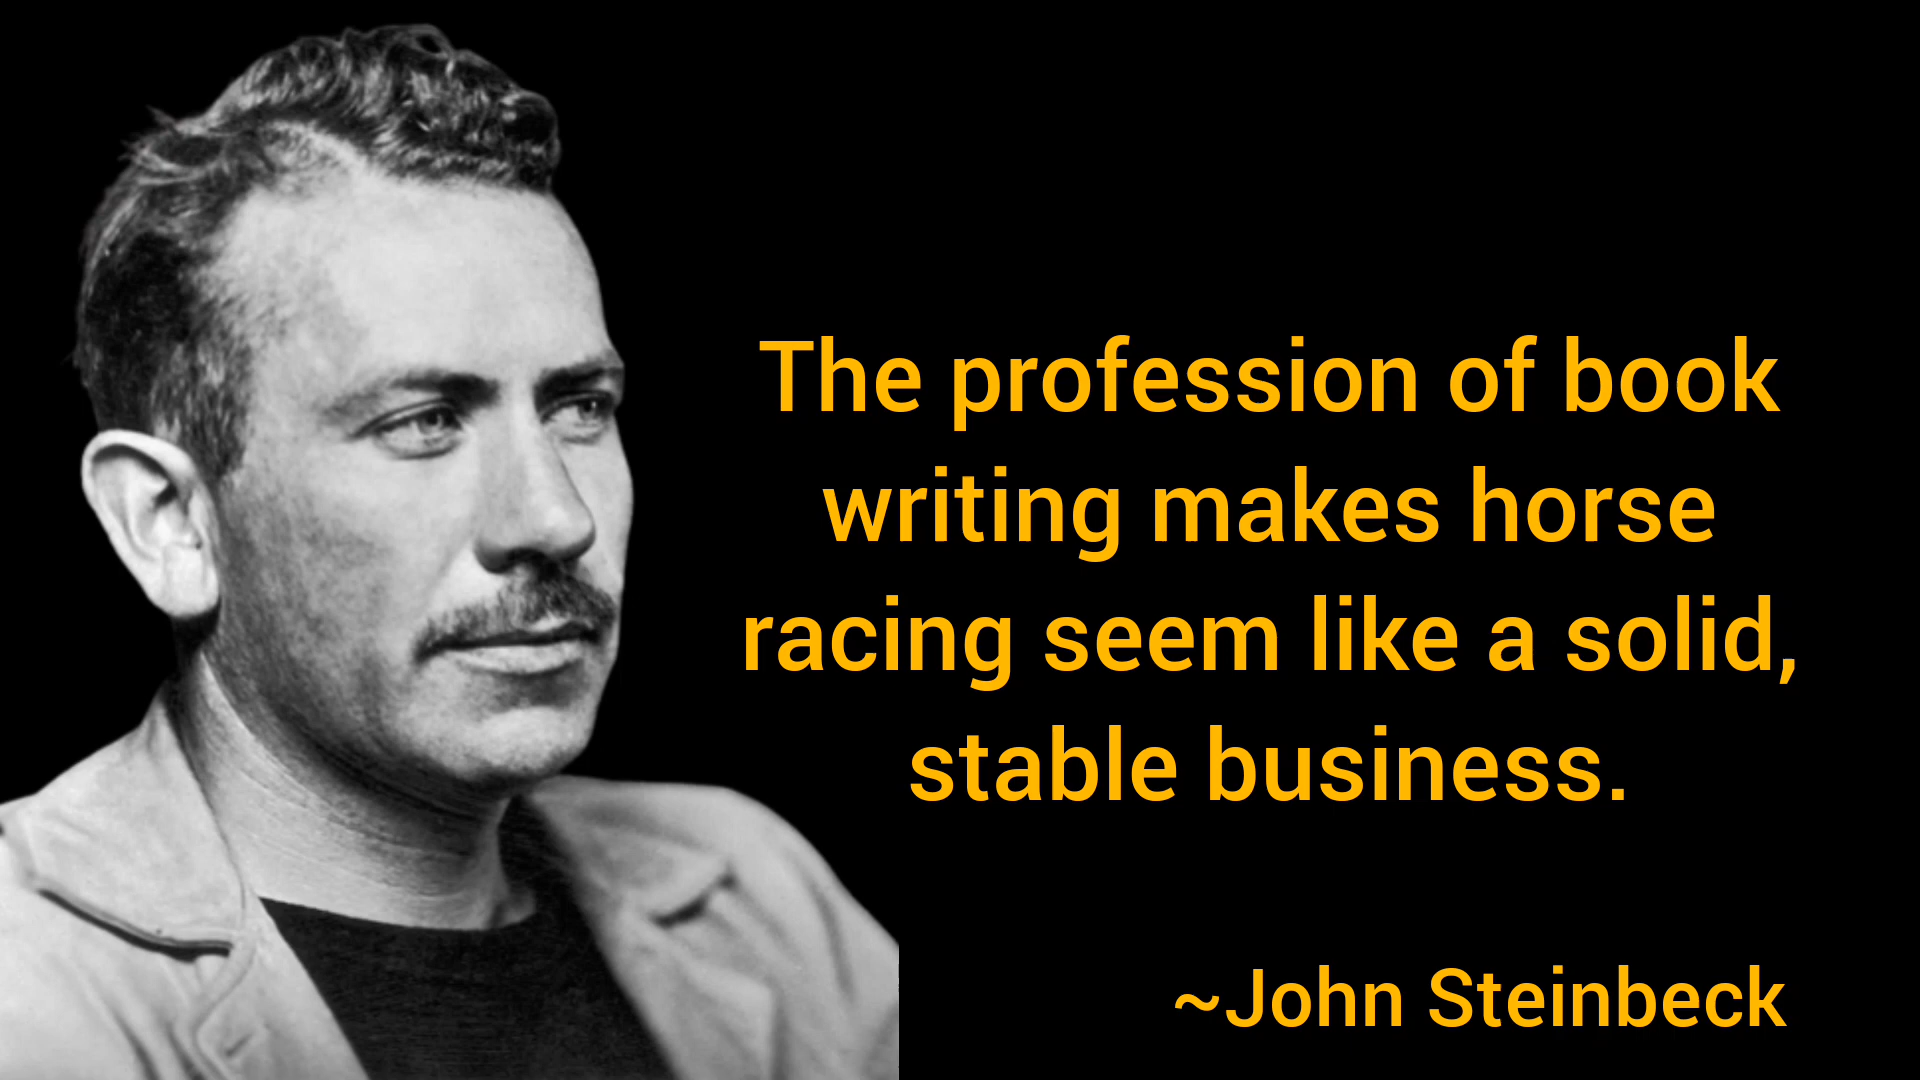 The profession of book
writing makes horse
racing seem like a solid,
stable business.
~John Steinbeck